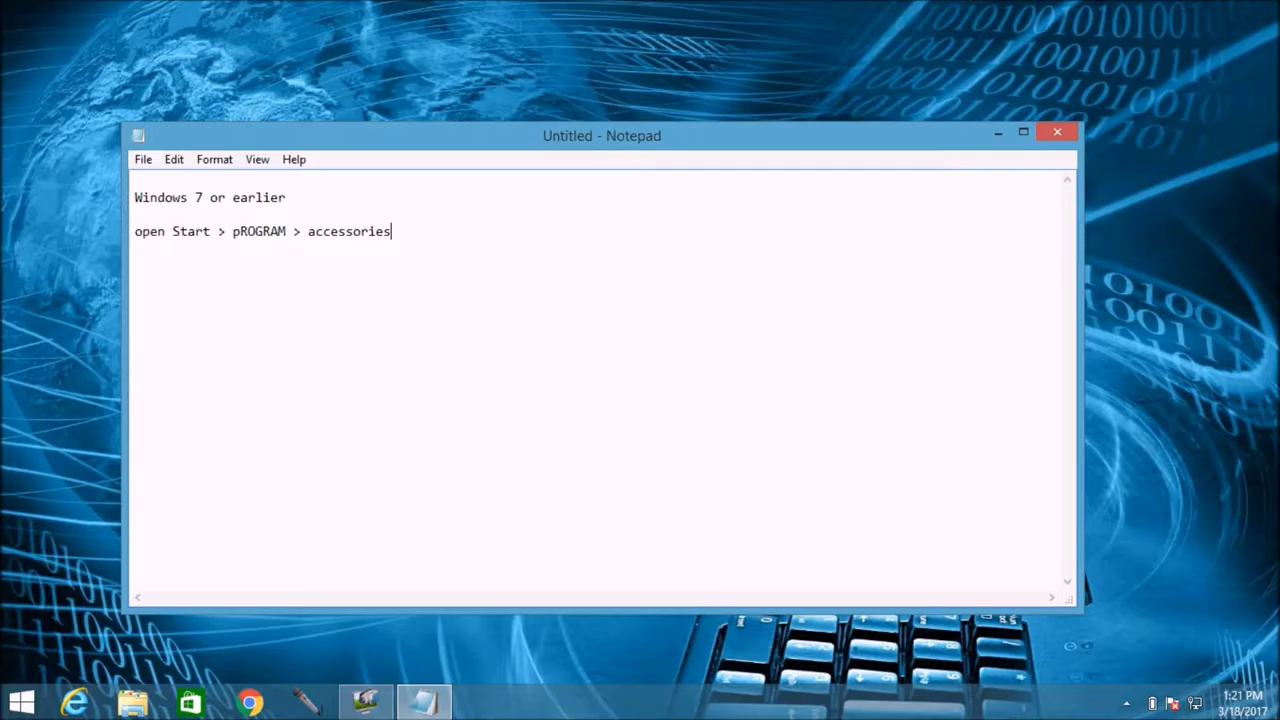 Untitled - Notepad
File Edit Format View Help
Windows 7 or earlier
open Start > pROGRAM > accessories
1:21 PM
3/18/2017